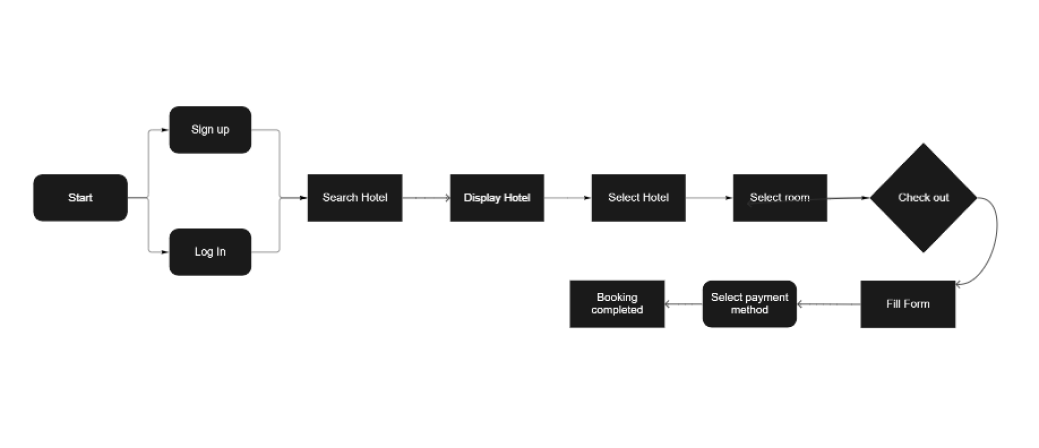 Start
Sign up
Log In
Search Hotel
Display Hotel
Select Hotel
Select room
Check out
Fill Form
Select payment
method
Booking
completed